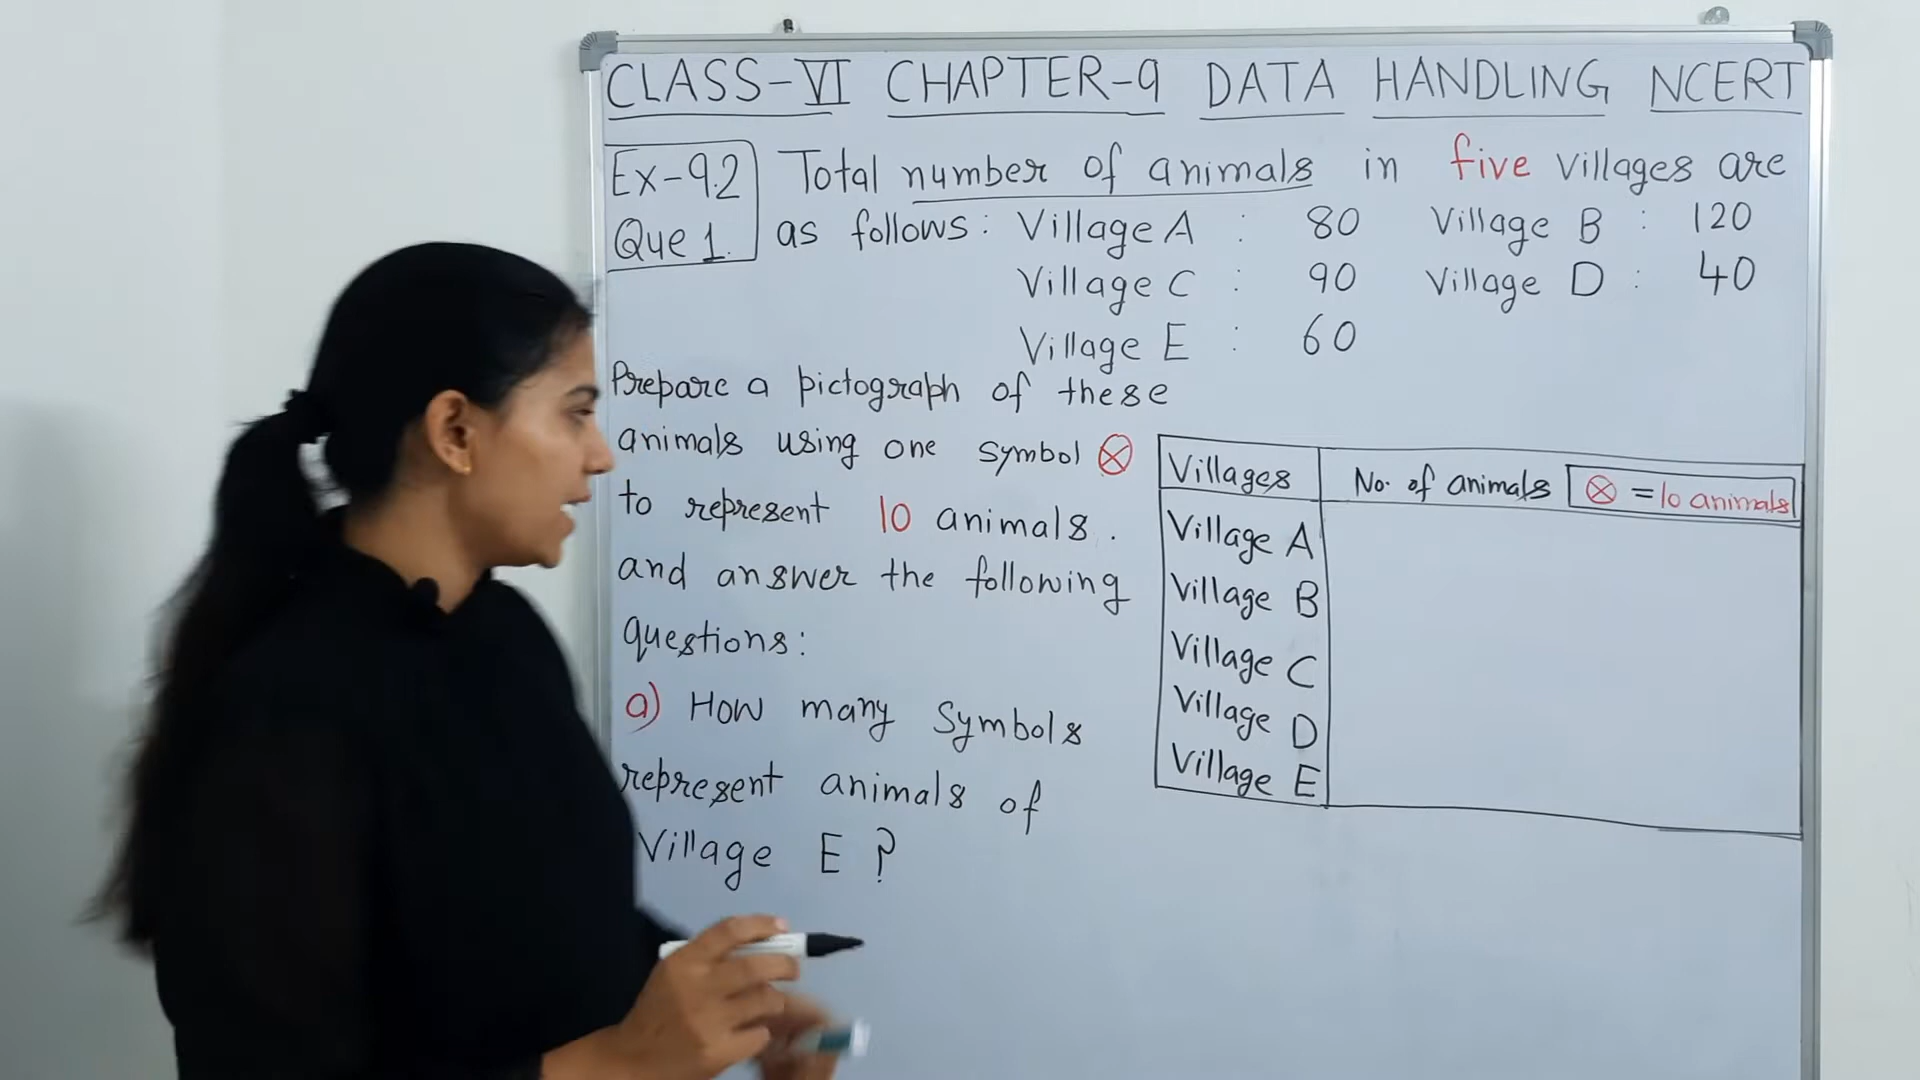 CLASS-VI CHAPTER-9 DATA HANDLING NCERT
Ex-9.2 Total number of animals in five villages are
Que 1. as follows: Village A : 80 Village B : 120
Village C : 90 Village D : 40
Village E : 60
Prepare a pictograph of these
animals using one symbol ⊗
to represent 10 animals.
and answer the following
questions:
a) How many Symbols
represent animals of
Village E ?
Villages No. of animals ⊗ = 10 animals
Village A
Village B
Village C
Village D
Village E